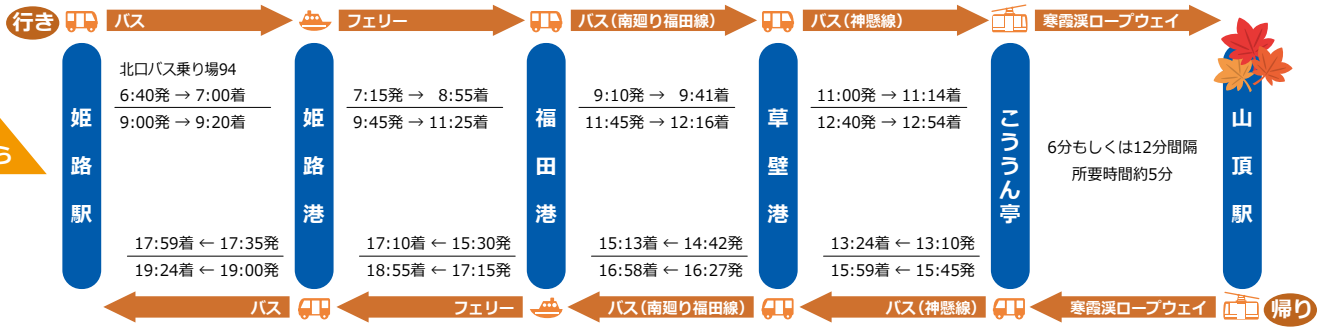 行き
バス
フェリー
バス(南廻り福田線)
バス(神懸線)
寒霞渓ロープウェイ
ら
姫路駅
北口バス乗り場94
6:40発 → 7:00着
9:00発 → 9:20着
17:59着 ← 17:35発
19:24着 ← 19:00発
姫路港
7:15発 → 8:55着
9:45発 → 11:25着
17:10着 ← 15:30発
18:55着 ← 17:15発
福田港
9:10発 → 9:41着
11:45発 → 12:16着
15:13着 ← 14:42発
16:58着 ← 16:27発
草壁港
11:00発 → 11:14着
12:40発 → 12:54着
13:24着 ← 13:10発
15:59着 ← 15:45発
こううん亭
6分もしくは12分間隔
所要時間約5分
山頂駅
バス
フェリー
バス(南廻り福田線)
バス(神懸線)
寒霞渓ロープウェイ
帰り